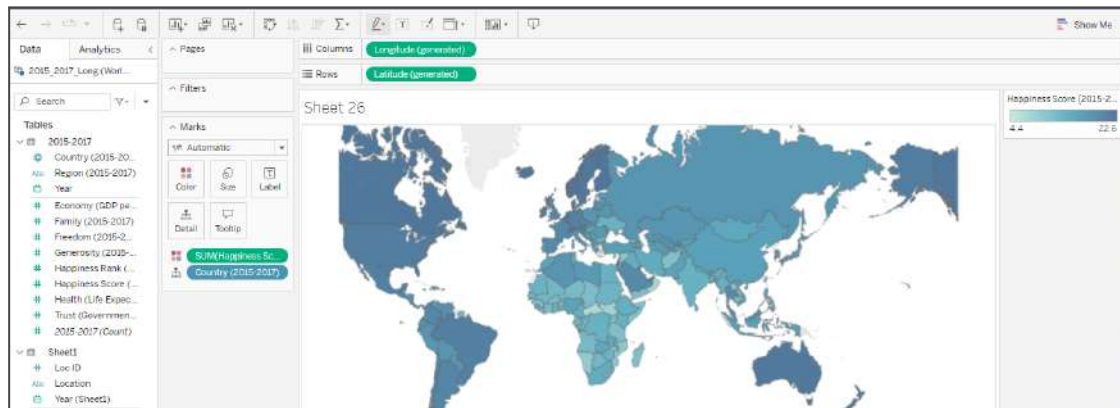 Show Me
Data
Analytics
Pages
Columns
Longitude (generated)
2015_2017_Long (Worl...
Rows
Latitude (generated)
Search
Filters
Sheet 26
Happiness Score (2015-2...
4.4
22.6
Tables
2015-2017
Country (2015-20...
Abc
Region (2015-2017)
Year
Economy (GDP pe...
Family (2015-2017)
Freedom (2015-2...
Generosity (2015-...
Happiness Rank (...
Happiness Score (...
Health (Life Expec...
Trust (Governmen...
2015-2017 (Count)
Sheet1
Loc ID
Abc
Location
Year (Sheet1)
Marks
Automatic
Color
Size
Label
Detail
Tooltip
SUM(Happiness Sc...
Country (2015-2017)